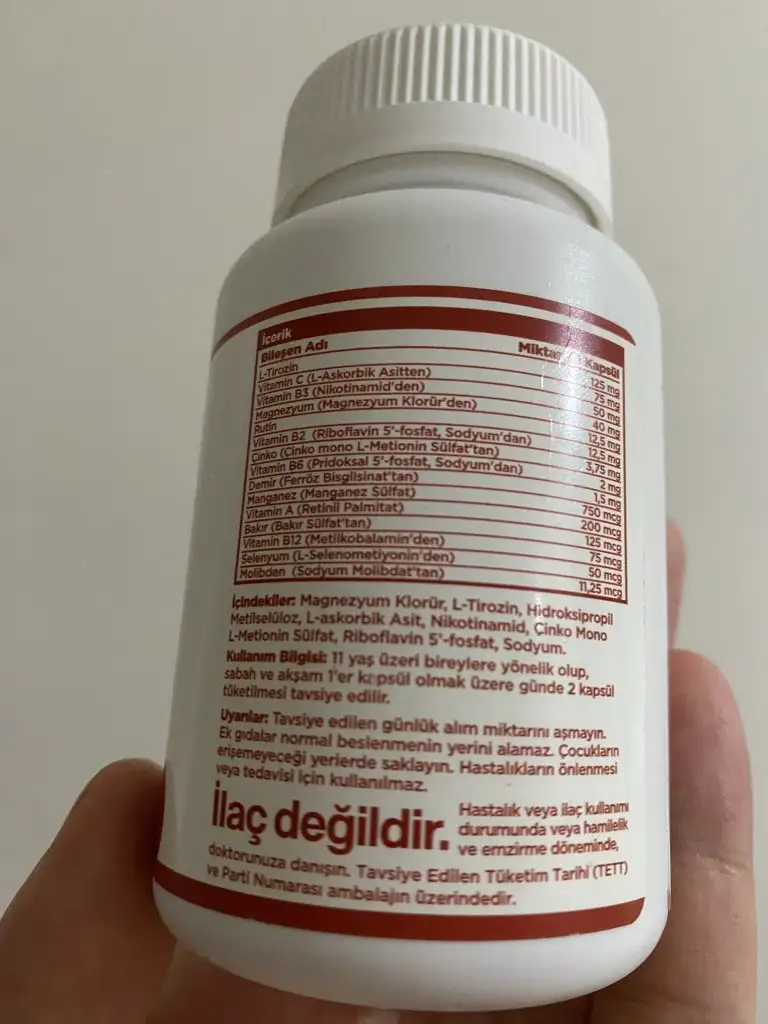 İçerik
Bileşen Adı Kapsül
L-Tirozin 125 mg
Vitamin C (L-Askorbik Asitten) 75 mg
Vitamin B3 (Nikotinamid'den) 50 mg
Magnezyum (Magnezyum Klorür'den) 40 mg
Rutin 12,5 mg
Vitamin B2 (Riboflavin 5'-fosfat, Sodyum'dan) 12,5 mg
Çinko (Çinko mono L-Metionin Sülfat'tan) 3,75 mg
Vitamin B6 (Pridoksal 5'-fosfat, Sodyum'dan) 2 mg
Demir (Ferröz Bisglisinat'tan) 1,5 mg
Manganez (Manganez Sülfat) 750 mcg
Vitamin A (Retinil Palmitat) 200 mcg
Bakır (Bakır Sülfat'tan) 125 mcg
Vitamin B12 (Metilkobalamin'den) 75 mcg
Selenyum (L-Selenometiyonin'den) 50 mcg
Molibden (Sodyum Molibdat'tan) 11,25 mcg
İçindekiler: Magnezyum Klorür, L-Tirozin, Hidroksipropil
Metilselüloz, L-askorbik Asit, Nikotinamid, Çinko Mono
L-Metionin Sülfat, Riboflavin 5'-fosfat, Sodyum.
Kullanım Bilgisi: 11 yaş üzeri bireylere yönelik olup,
sabah ve akşam 1'er kapsül olmak üzere günde 2 kapsül
tüketilmesi tavsiye edilir.
Uyarılar: Tavsiye edilen günlük alım miktarını aşmayın.
Ek gıdalar normal beslenmenin yerini alamaz. Çocukların
erişemeyeceği yerlerde saklayın. Hastalıkların önlenmesi
veya tedavisi için kullanılmaz.
İlaç değildir.
Hastalık veya ilaç kullanımı
durumunda veya hamilelik
ve emzirme döneminde,
doktorunuza danışın. Tavsiye Edilen Tüketim Tarihi (TETT)
ve Parti Numarası ambalajın üzerindedir.